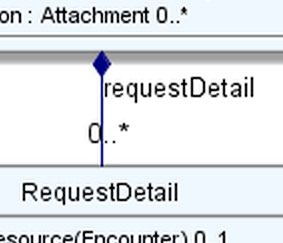 on : Attachment 0..*
requestDetail
0..*
RequestDetail
esource(Encounter) 0..1